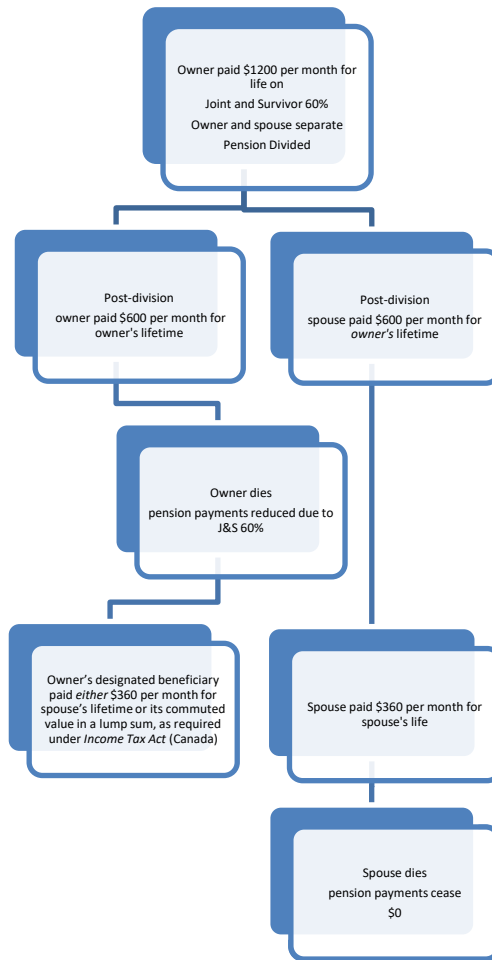 Owner paid $1200 per month for
life on
Joint and Survivor 60%
Owner and spouse separate
Pension Divided
Post-division
owner paid $600 per month for
owner's lifetime
Post-division
spouse paid $600 per month for
owner's lifetime
Owner dies
pension payments reduced due to
J&S 60%
Owner’s designated beneficiary
paid either $360 per month for
spouse’s lifetime or its commuted
value in a lump sum, as required
under Income Tax Act (Canada)
Spouse paid $360 per month for
spouse's life
Spouse dies
pension payments cease
$0